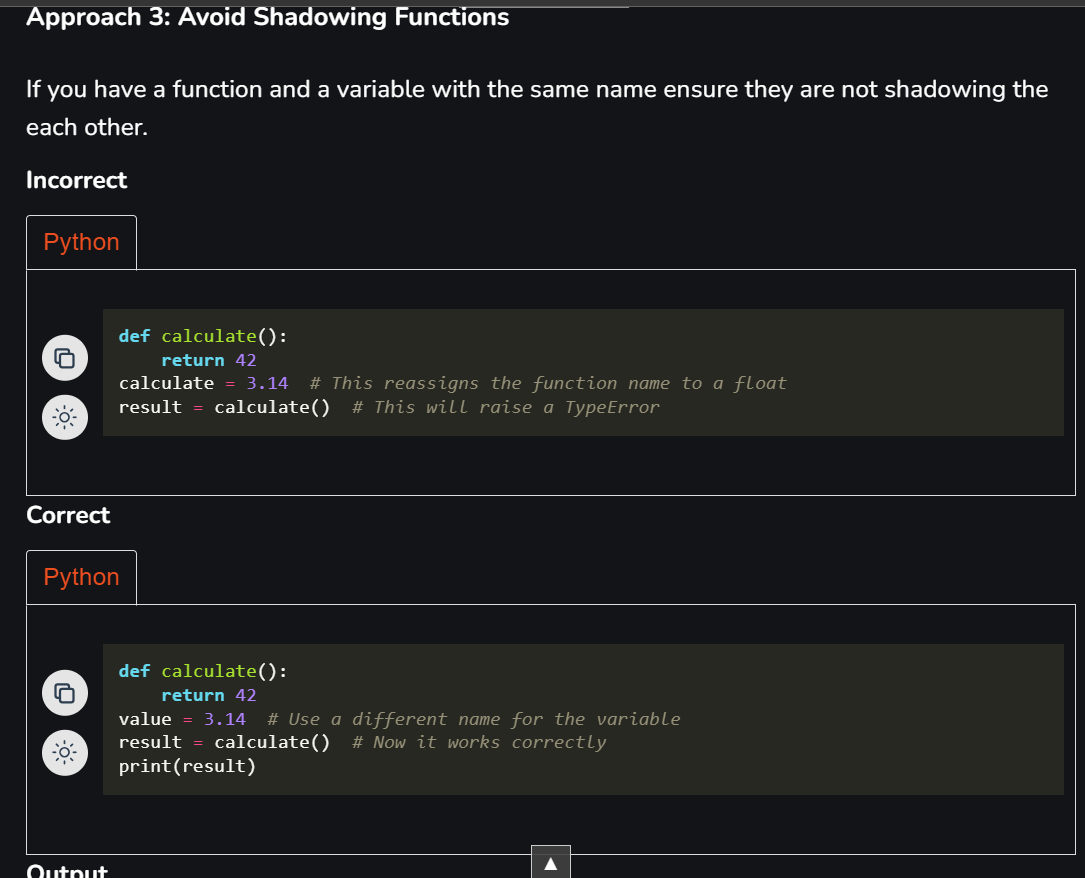 Approach 3: Avoid Shadowing Functions
If you have a function and a variable with the same name ensure they are not shadowing the
each other.
Incorrect
Python
def calculate():
    return 42
calculate = 3.14  # This reassigns the function name to a float
result = calculate()  # This will raise a TypeError
Correct
Python
def calculate():
    return 42
value = 3.14  # Use a different name for the variable
result = calculate()  # Now it works correctly
print(result)
Output